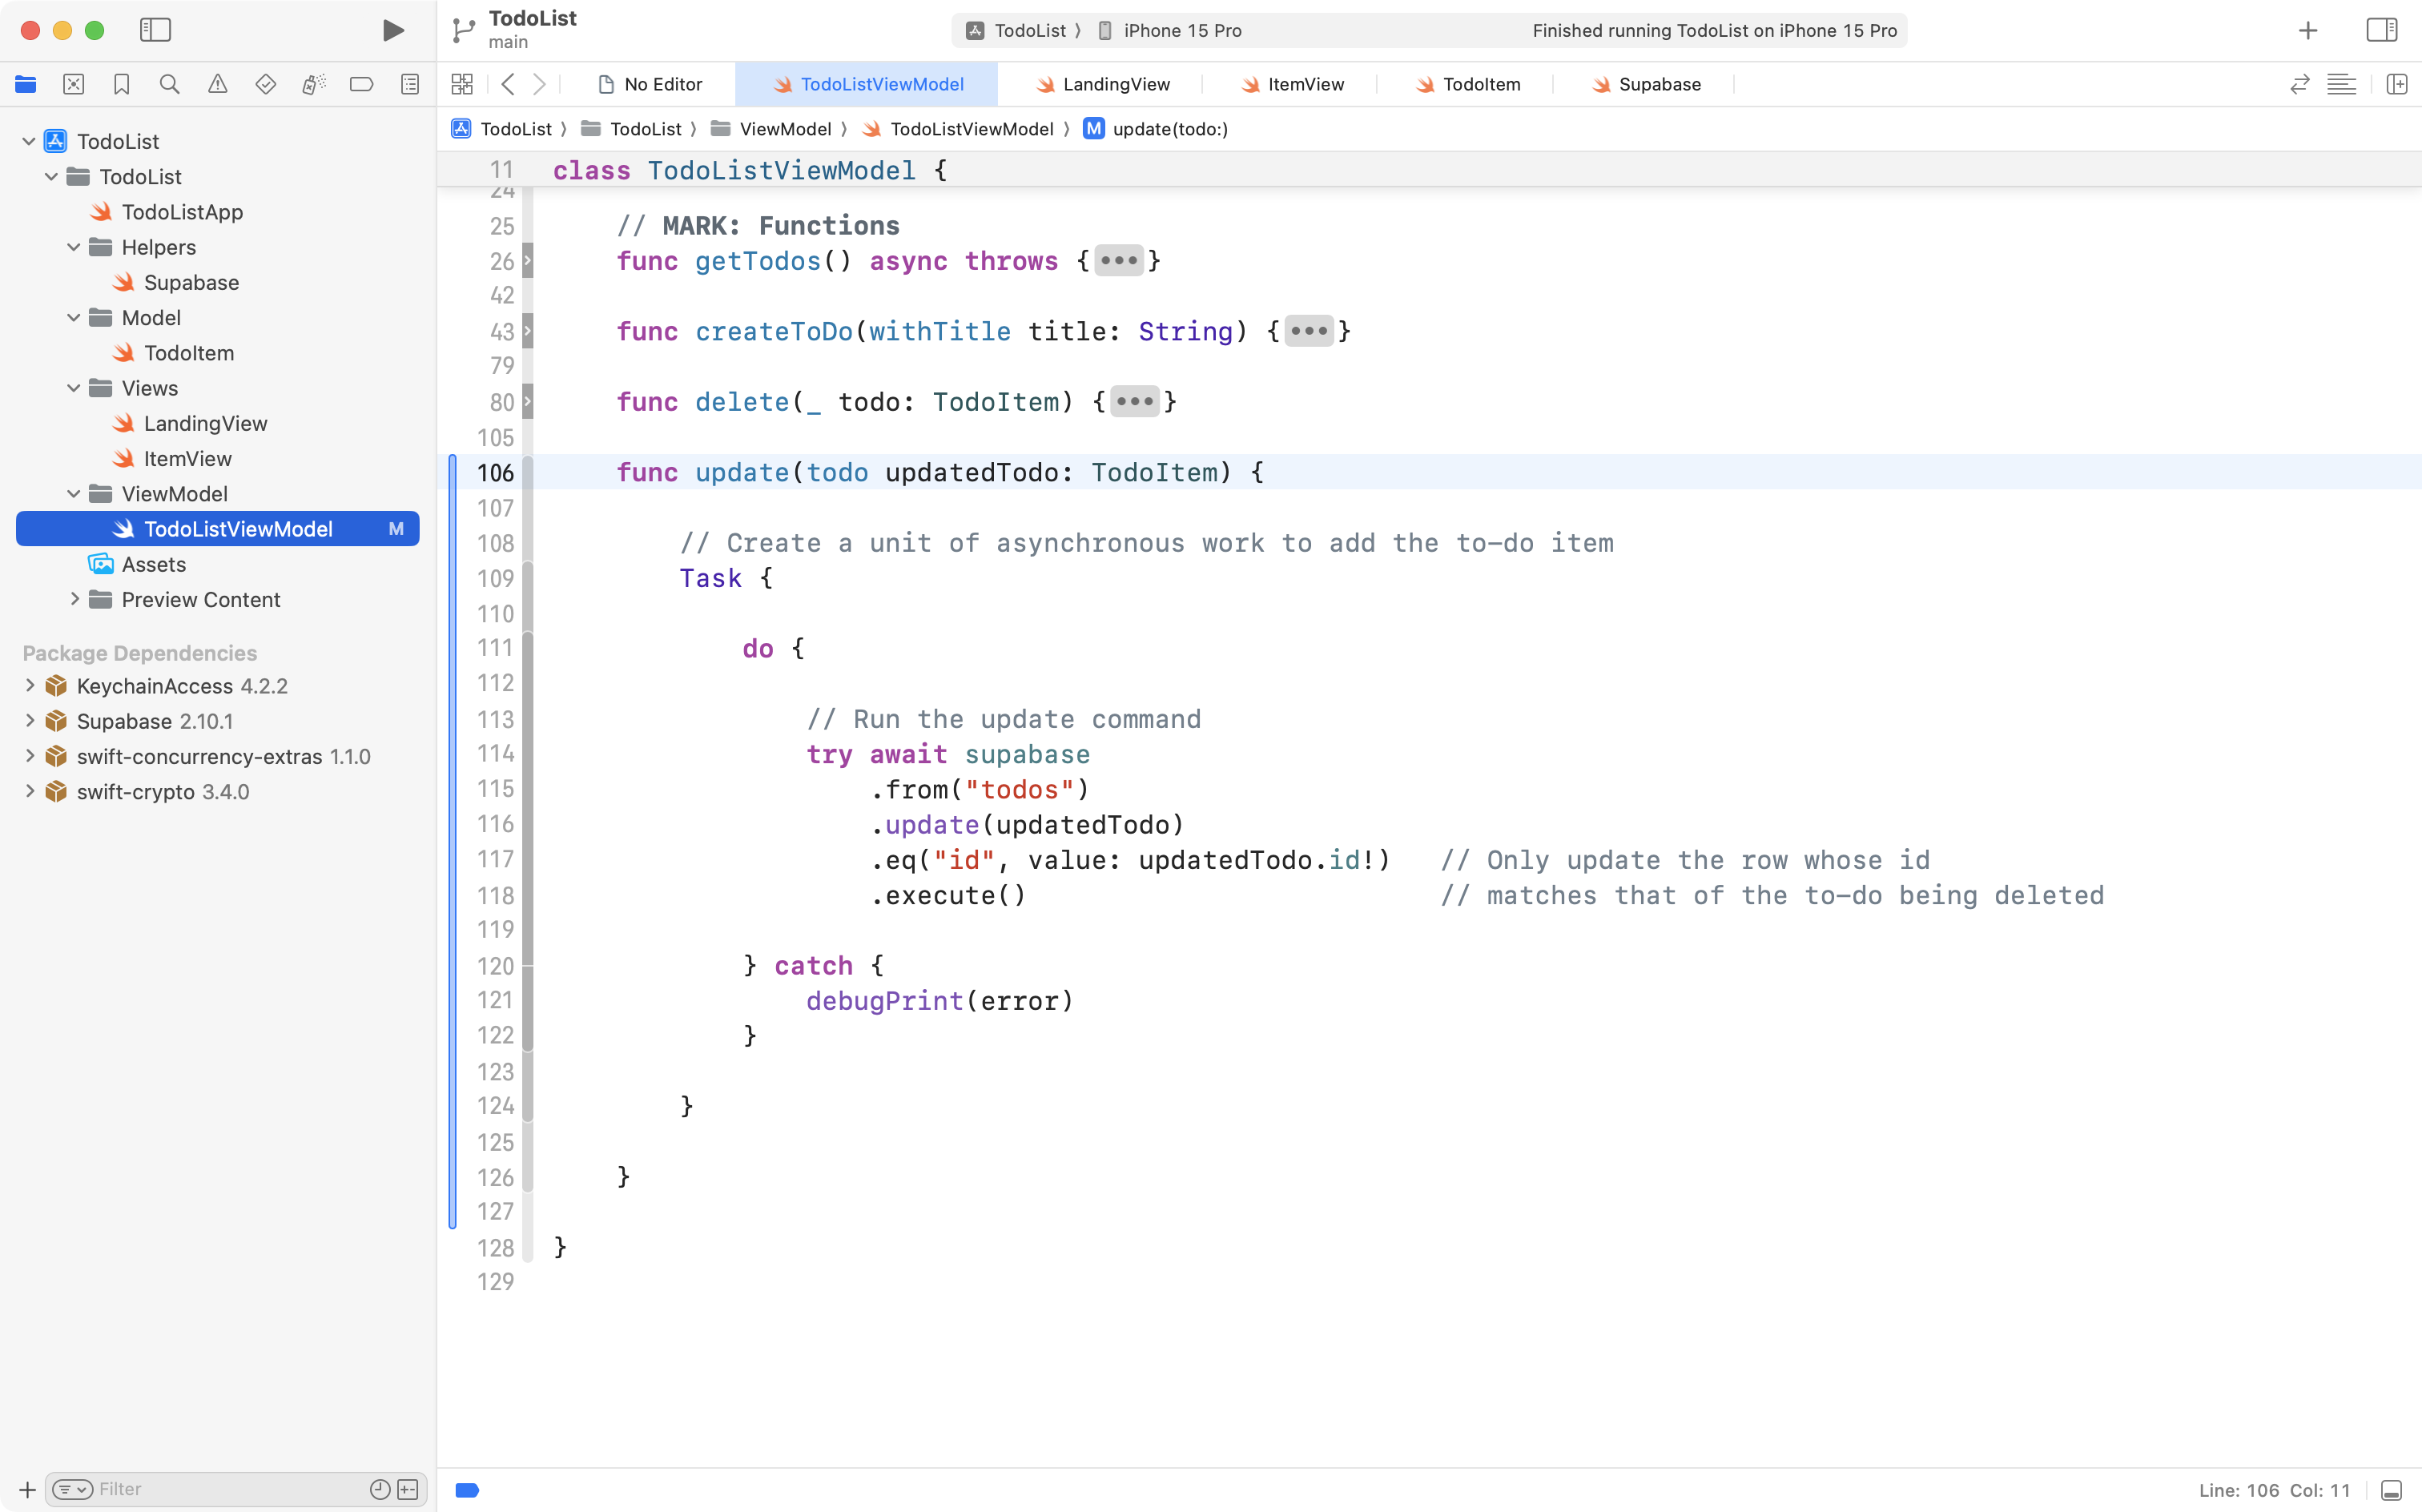 TodoList
main
TodoList
iPhone 15 Pro
Finished running TodoList on iPhone 15 Pro
No Editor
TodoListViewModel
LandingView
ItemView
TodoItem
Supabase
TodoList
TodoList
TodoListApp
Helpers
Supabase
Model
TodoItem
Views
LandingView
ItemView
ViewModel
TodoListViewModel M
Assets
Preview Content
Package Dependencies
KeychainAccess 4.2.2
Supabase 2.10.1
swift-concurrency-extras 1.1.0
swift-crypto 3.4.0
Filter
TodoList ⟩ TodoList ⟩ ViewModel ⟩ TodoListViewModel ⟩ M update(todo:)
11 class TodoListViewModel {
24
25 // MARK: Functions
26 func getTodos() async throws {•••}
42
43 func createToDo(withTitle title: String) {•••}
79
80 func delete(_ todo: TodoItem) {•••}
105
106 func update(todo updatedTodo: TodoItem) {
107
108 // Create a unit of asynchronous work to add the to-do item
109 Task {
110
111 do {
112
113 // Run the update command
114 try await supabase
115 .from("todos")
116 .update(updatedTodo)
117 .eq("id", value: updatedTodo.id!) // Only update the row whose id
118 .execute() // matches that of the to-do being deleted
119
120 } catch {
121 debugPrint(error)
122 }
123
124 }
125
126 }
127
128 }
129
Line: 106 Col: 11